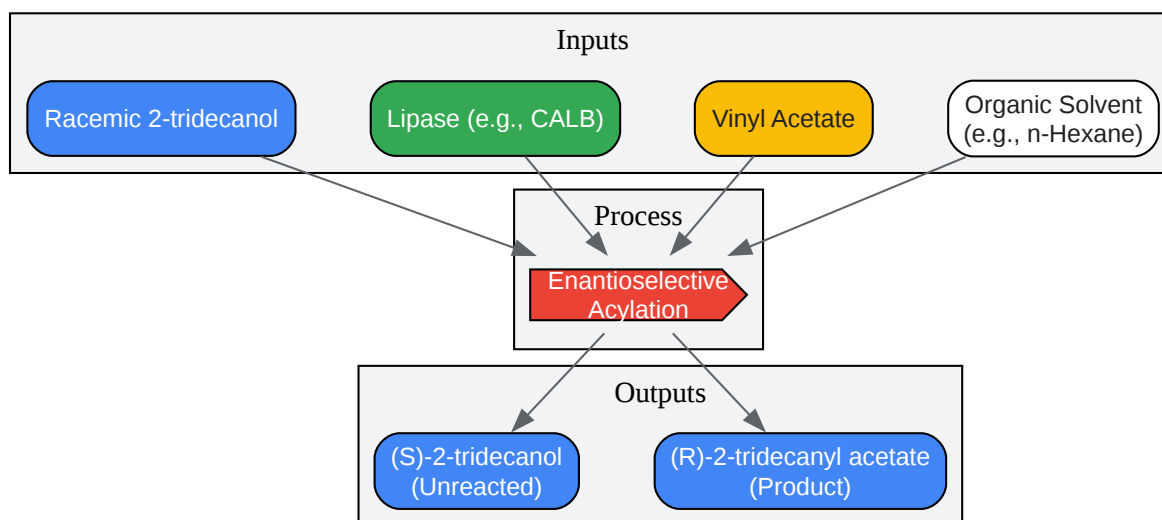 Inputs
Racemic 2-tridecanol
Lipase (e.g., CALB)
Vinyl Acetate
Organic Solvent
(e.g., n-Hexane)
Process
Enantioselective
Acylation
Outputs
(S)-2-tridecanol
(Unreacted)
(R)-2-tridecanyl acetate
(Product)